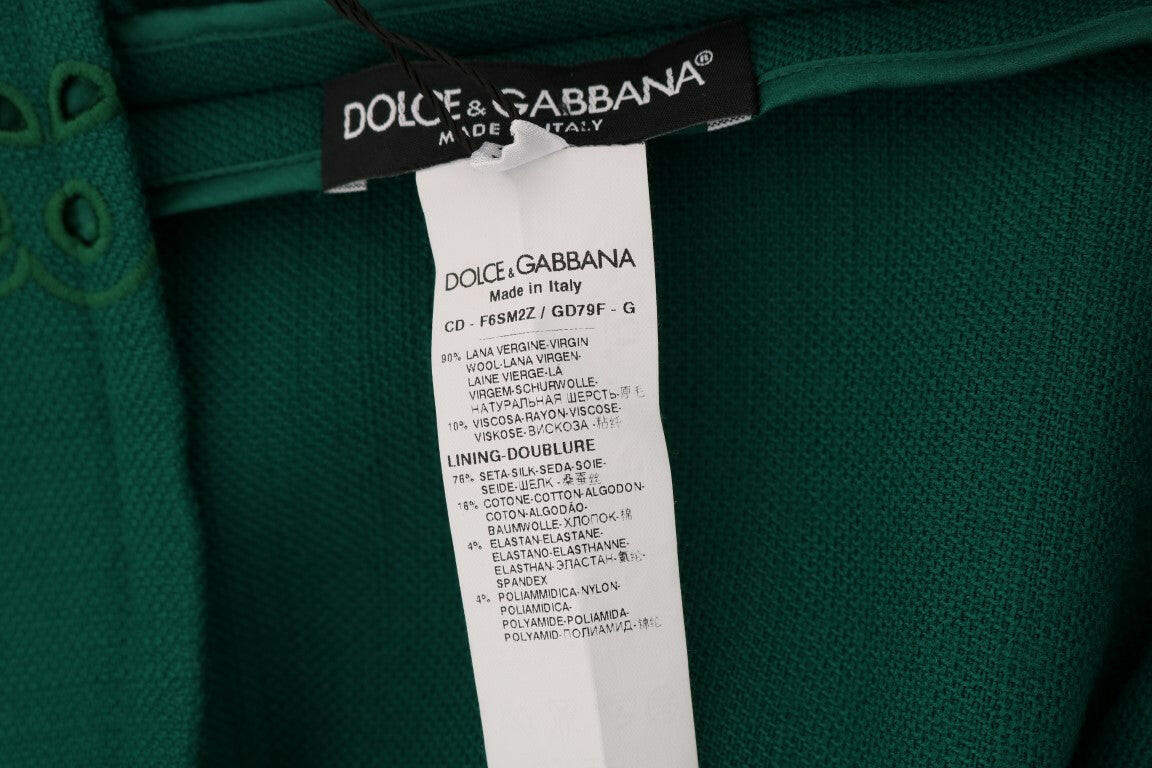 DOLCE & GABBANA®
MADE IN ITALY
DOLCE & GABBANA
Made in Italy
CD - F6SM2Z / GD79F - G
90% LANA VERGINE-VIRGIN
WOOL-LANA VIRGEN-
LAINE VIERGE-LÃ
VIRGEM-SCHURWOLLE-
НАТУРАЛЬНАЯ ШЕРСТЬ-原毛
10% VISCOSA-RAYON-VISCOSE-
VISKOSE-ВИСКОЗА -粘纤
LINING-DOUBLURE
76% SETA-SILK-SEDA-SOIE-
SEIDE-ШЕЛК -桑蚕丝
16% COTONE-COTTON-ALGODON-
COTON-ALGODÃO-
BAUMWOLLE-ХЛОПОК-棉
4% ELASTAN-ELASTANE-
ELASTANO-ELASTHANNE-
ELASTHAN-ЭЛАСТАН-氨纶-
SPANDEX
4% POLIAMMIDICA-NYLON-
POLIAMIDICA-
POLYAMIDE-POLIAMIDA-
POLYAMID-ПОЛИАМИД-锦纶